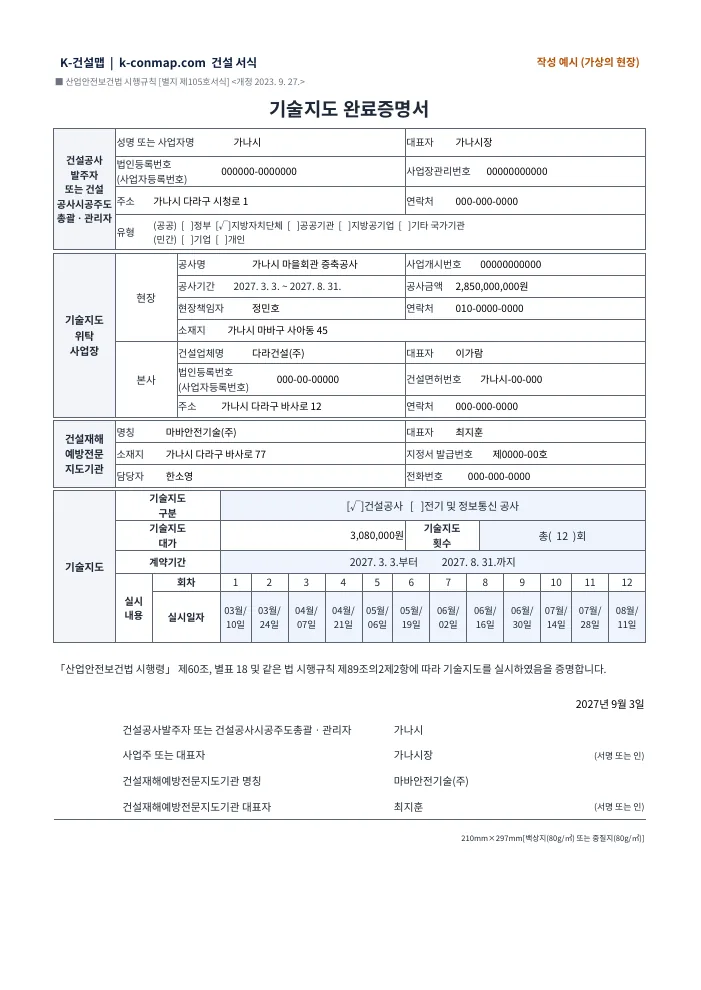 K-건설맵 | k-conmap.com 건설 서식
작성 예시 (가상의 현장)
■ 산업안전보건법 시행규칙 [별지 제105호서식] <개정 2023. 9. 27.>
기술지도 완료증명서
건설공사
발주자
또는 건설
공사시공주도
총괄ㆍ관리자
성명 또는 사업자명 가나시
대표자 가나시장
법인등록번호
(사업자등록번호) 000000-0000000
사업장관리번호 00000000000
주소 가나시 다라구 시청로 1
연락처 000-000-0000
유형
(공공) [ ]정부 [√]지방자치단체 [ ]공공기관 [ ]지방공기업 [ ]기타 국가기관
(민간) [ ]기업 [ ]개인
기술지도
위탁
사업장
현장
공사명 가나시 마을회관 증축공사
사업개시번호 00000000000
공사기간 2027. 3. 3. ~ 2027. 8. 31.
공사금액 2,850,000,000원
현장책임자 정민호
연락처 010-0000-0000
소재지 가나시 마바구 사아동 45
본사
건설업체명 다라건설(주)
대표자 이가람
법인등록번호
(사업자등록번호) 000-00-00000
건설면허번호 가나시-00-000
주소 가나시 다라구 바사로 12
연락처 000-000-0000
건설재해
예방전문
지도기관
명칭 마바안전기술(주)
대표자 최지훈
소재지 가나시 다라구 바사로 77
지정서 발급번호 제0000-00호
담당자 한소영
전화번호 000-000-0000
기술지도
기술지도
구분
[√]건설공사 [ ]전기 및 정보통신 공사
기술지도
대가
3,080,000원
기술지도
횟수
총( 12 )회
계약기간
2027. 3. 3.부터 2027. 8. 31.까지
실시
내용
회차 1 2 3 4 5 6 7 8 9 10 11 12
실시일자
03월/ 03월/ 04월/ 04월/ 05월/ 05월/ 06월/ 06월/ 06월/ 07월/ 07월/ 08월/
10일 24일 07일 21일 06일 19일 02일 16일 30일 14일 28일 11일
「산업안전보건법 시행령」 제60조, 별표 18 및 같은 법 시행규칙 제89조의2제2항에 따라 기술지도를 실시하였음을 증명합니다.
2027년 9월 3일
건설공사발주자 또는 건설공사시공주도총괄ㆍ관리자 가나시
사업주 또는 대표자 가나시장 (서명 또는 인)
건설재해예방전문지도기관 명칭 마바안전기술(주)
건설재해예방전문지도기관 대표자 최지훈 (서명 또는 인)
210mm×297mm[백상지(80g/㎡) 또는 중질지(80g/㎡)]